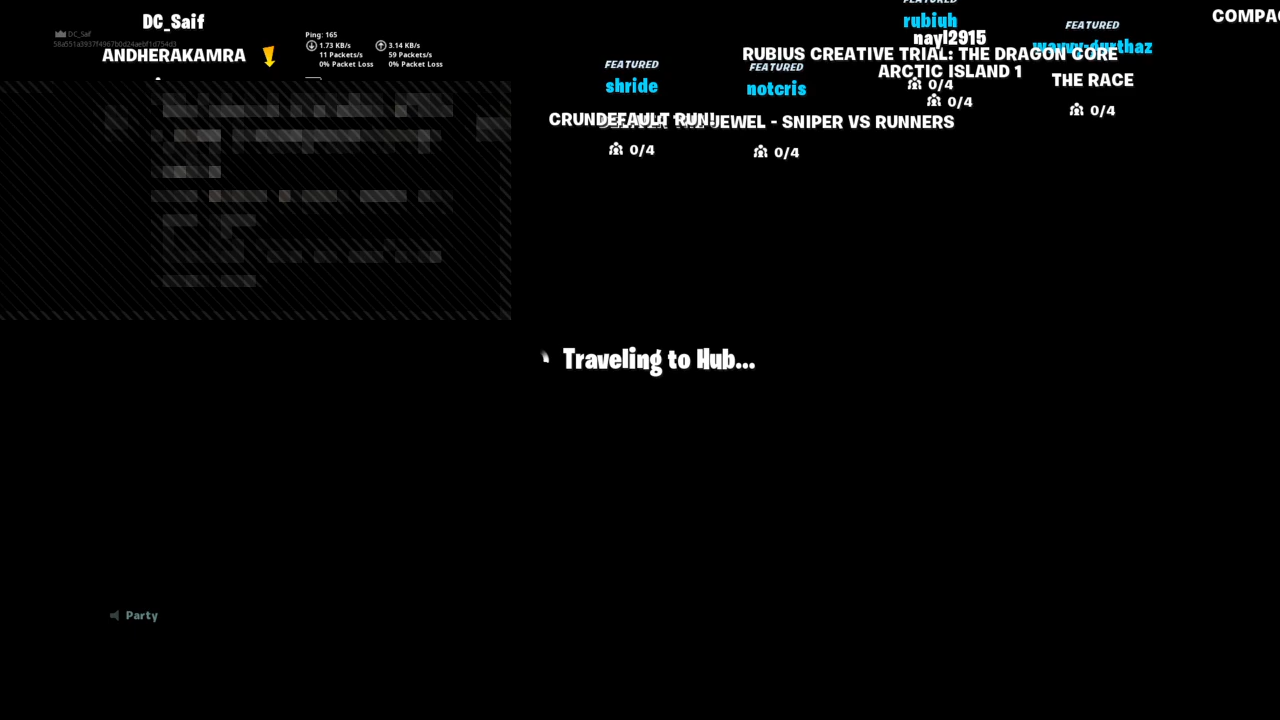 DC_Saif
DC_Saif
58a551a3937f4967b0d24aebf1d754d3
ANDHERAKAMRA
Ping: 165
1.73 KB/s
3.14 KB/s
11 Packets/s
59 Packets/s
0% Packet Loss
0% Packet Loss
FEATURED
shride
DEFAULT RUN!
0/4
FEATURED
notcris
JEWEL - SNIPER VS RUNNERS
0/4
FEATURED
rubiuh
nayl2915
RUBIUS CREATIVE TRIAL: THE DRAGON CORE
ARCTIC ISLAND 1
0/4
0/4
FEATURED
THE RACE
0/4
Traveling to Hub...
Party